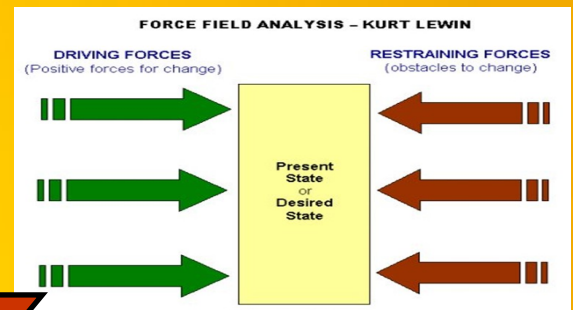 FORCE FIELD ANALYSIS – KURT LEWIN
DRIVING FORCES
(Positive forces for change)
RESTRAINING FORCES
(obstacles to change)
Present
State
or
Desired
State